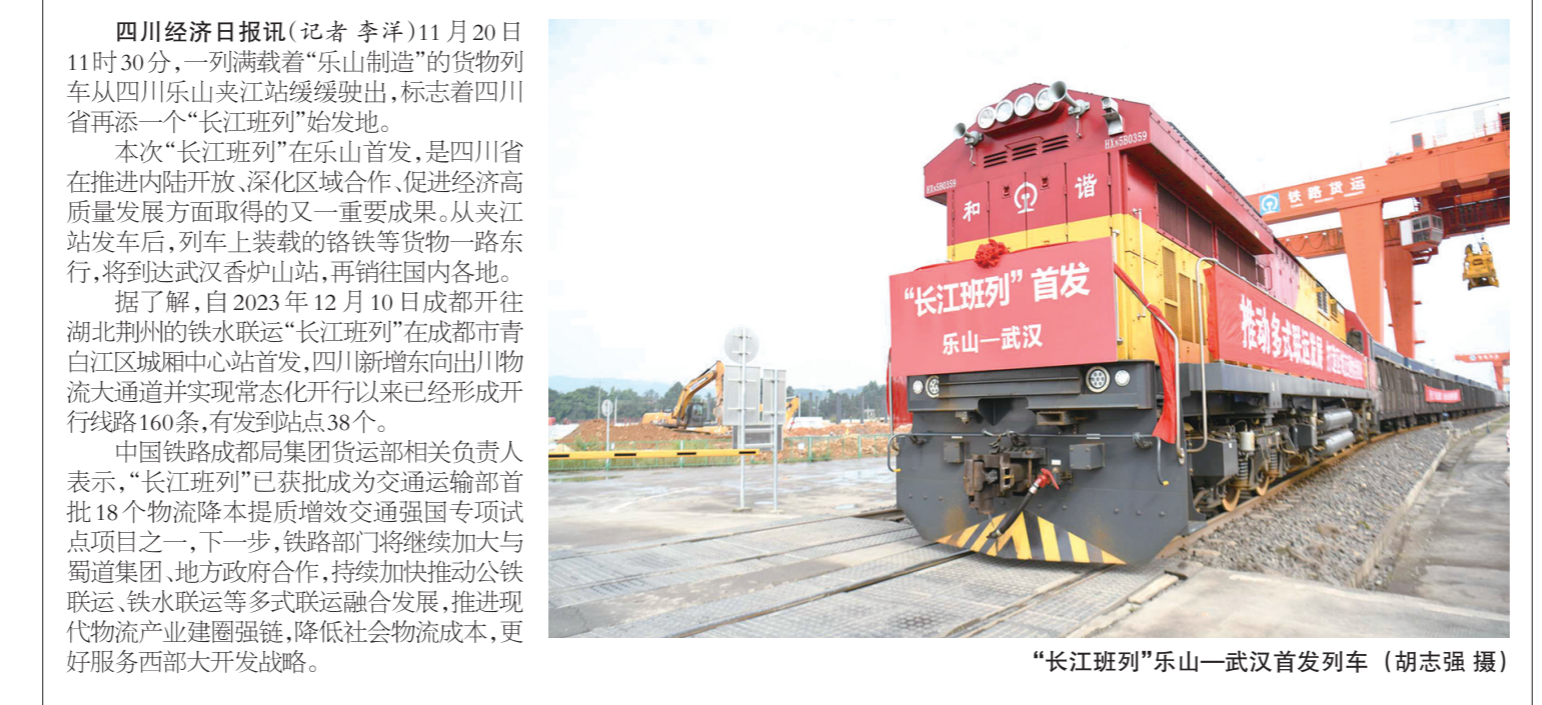 四川经济日报讯(记者 李洋)11月20日
11时30分,一列满载着“乐山制造”的货物列
车从四川乐山夹江站缓缓驶出,标志着四川
省再添一个“长江班列”始发地。
本次“长江班列”在乐山首发,是四川省
在推进内陆开放、深化区域合作、促进经济高
质量发展方面取得的又一重要成果。从夹江
站发车后,列车上装载的铬铁等货物一路东
行,将到达武汉香炉山站,再销往国内各地。
据了解,自2023年12月10日成都开往
湖北荆州的铁水联运“长江班列”在成都市青
白江区城厢中心站首发,四川新增东向出川物
流大通道并实现常态化开行以来已经形成开
行线路160条,有发到站点38个。
中国铁路成都局集团货运部相关负责人
表示,“长江班列”已获批成为交通运输部首
批18个物流降本提质增效交通强国专项试
点项目之一,下一步,铁路部门将继续加大与
蜀道集团、地方政府合作,持续加快推动公铁
联运、铁水联运等多式联运融合发展,推进现
代物流产业建圈强链,降低社会物流成本,更
好服务西部大开发战略。
HXN5B0359
HXN5B0359
和 谐
铁路货运
“长江班列”首发
乐山—武汉
推动多式联运发展
“长江班列”乐山—武汉首发列车 (胡志强 摄)